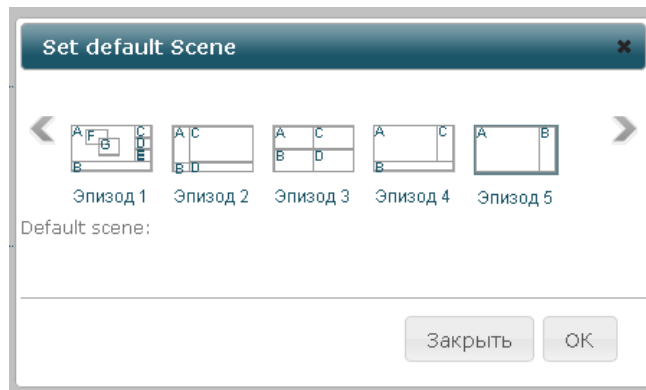 Set default Scene
A F G C D E B
A C B D
A C B D
A C B
A B
Эпизод 1 Эпизод 2 Эпизод 3 Эпизод 4 Эпизод 5
Default scene:
Закрыть OK